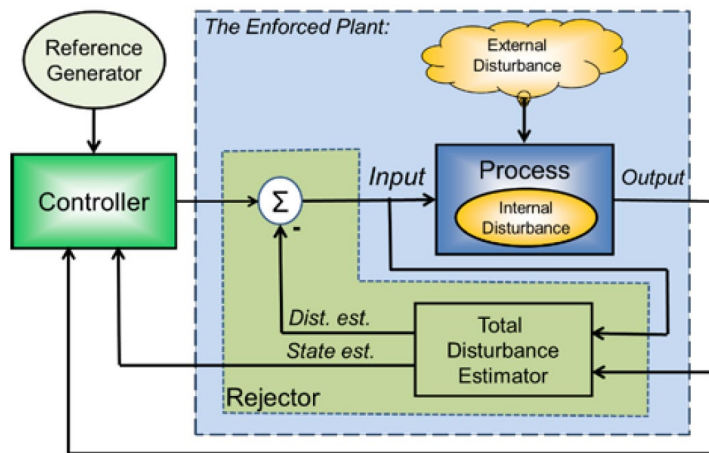 The Enforced Plant:
Reference
Generator
External
Disturbance
Controller
Σ
-
Input
Process
Internal
Disturbance
Output
Dist. est.
State est.
Total
Disturbance
Estimator
Rejector